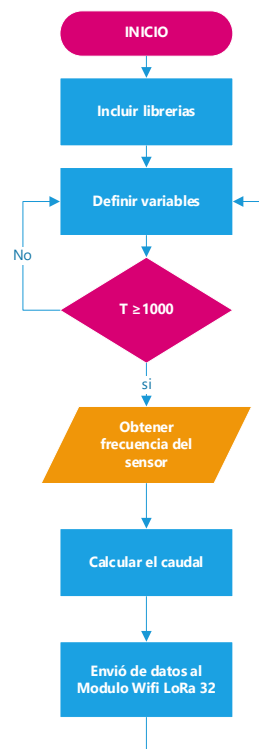 INICIO
Incluir librerias
Definir variables
No
T ≥1000
si
Obtener
frecuencia del
sensor
Calcular el caudal
Envió de datos al
Modulo Wifi LoRa 32